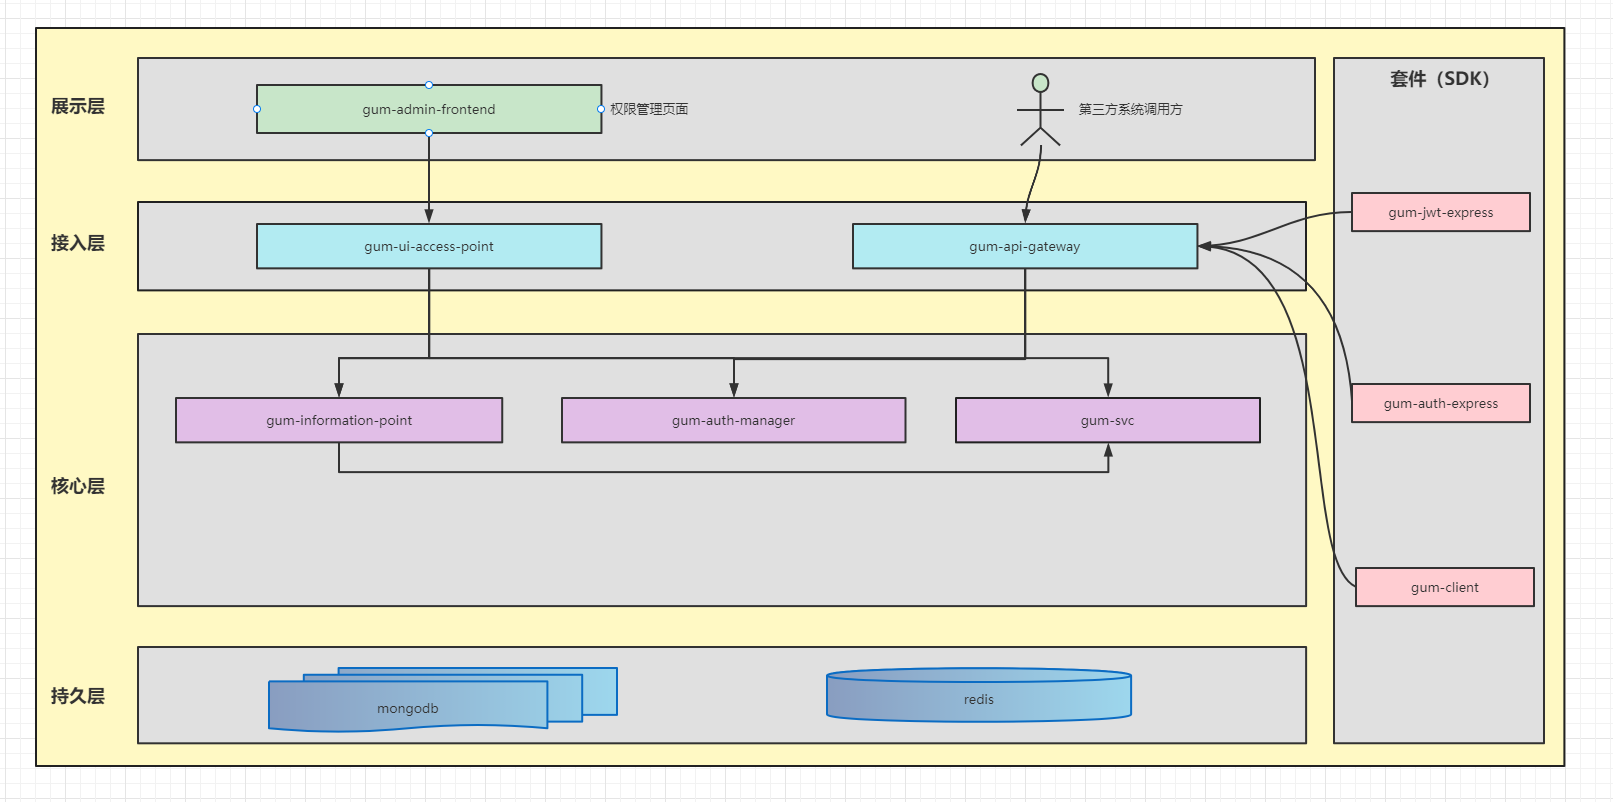 展示层
gum-admin-frontend
权限管理页面
第三方系统调用方
套件（SDK）
接入层
gum-ui-access-point
gum-api-gateway
gum-jwt-express
核心层
gum-information-point
gum-auth-manager
gum-svc
gum-auth-express
gum-client
持久层
mongodb
redis